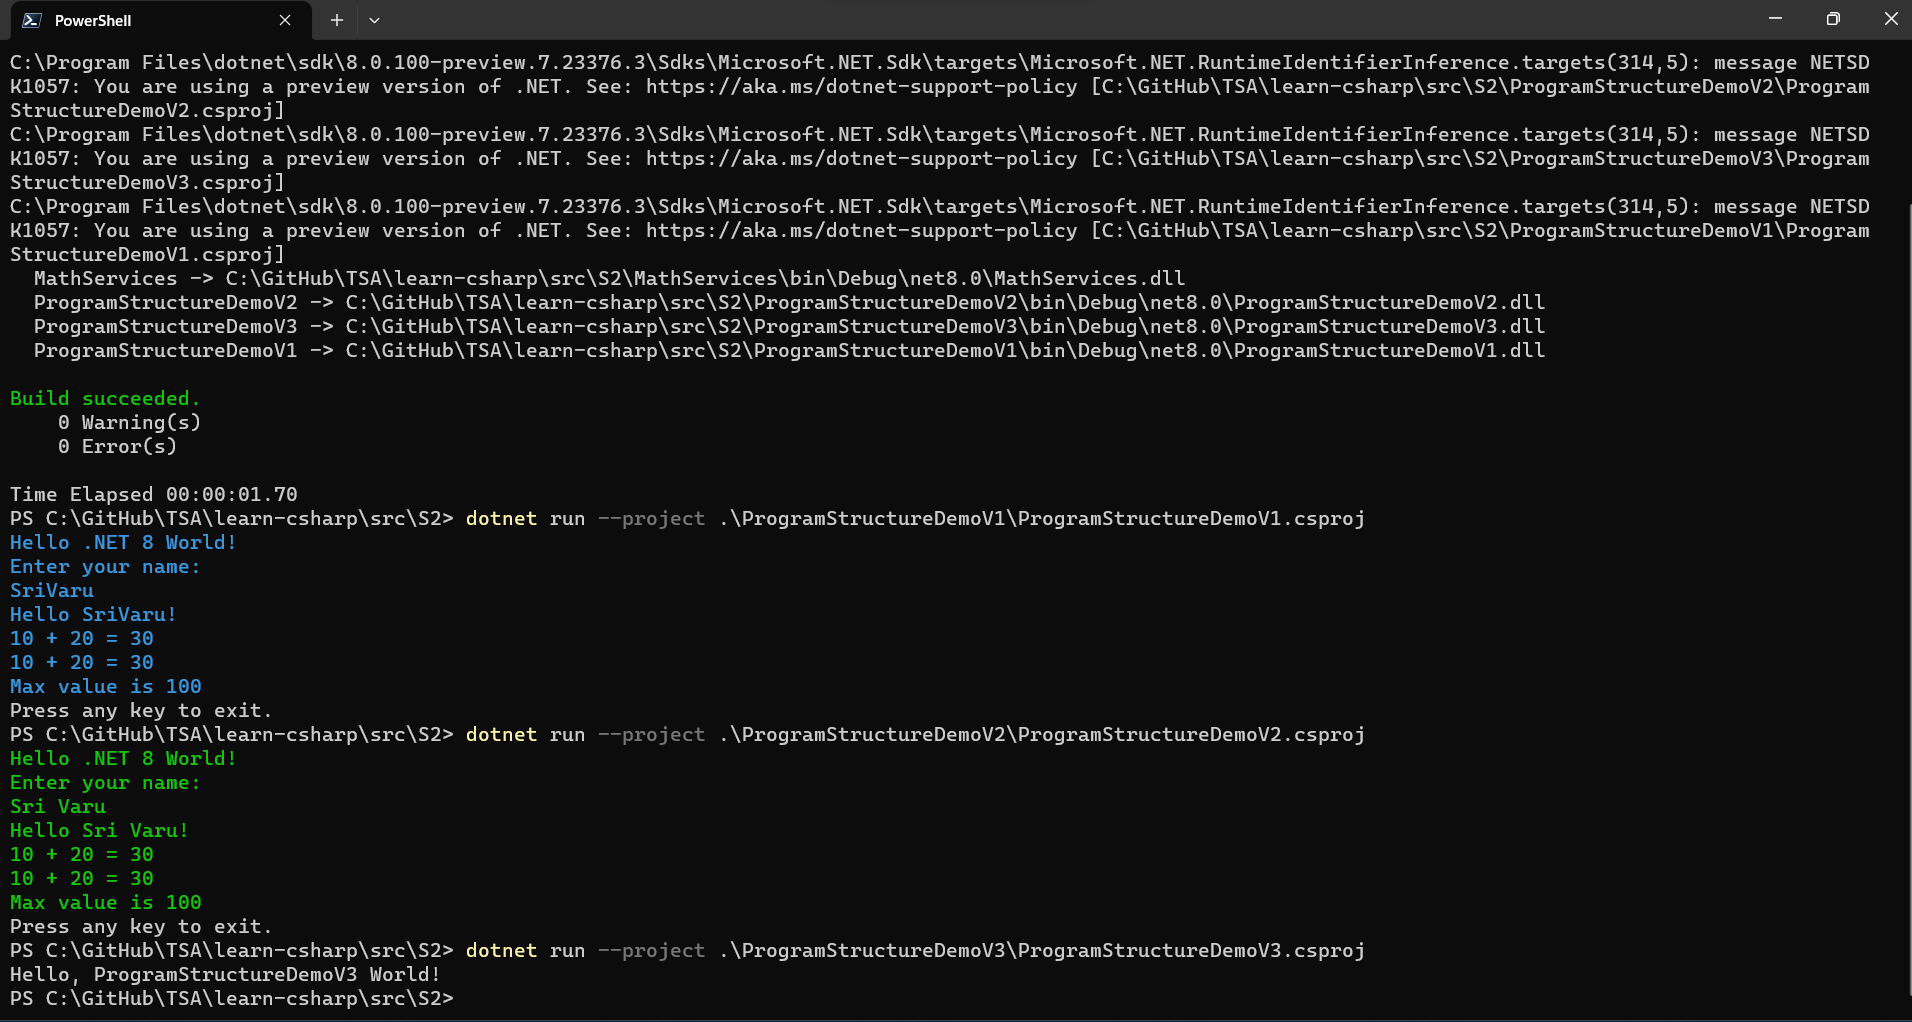 PowerShell
C:\Program Files\dotnet\sdk\8.0.100-preview.7.23376.3\Sdks\Microsoft.NET.Sdk\targets\Microsoft.NET.RuntimeIdentifierInference.targets(314,5): message NETSD
K1057: You are using a preview version of .NET. See: https://aka.ms/dotnet-support-policy [C:\GitHub\TSA\learn-csharp\src\S2\ProgramStructureDemoV2\Program
StructureDemoV2.csproj]
C:\Program Files\dotnet\sdk\8.0.100-preview.7.23376.3\Sdks\Microsoft.NET.Sdk\targets\Microsoft.NET.RuntimeIdentifierInference.targets(314,5): message NETSD
K1057: You are using a preview version of .NET. See: https://aka.ms/dotnet-support-policy [C:\GitHub\TSA\learn-csharp\src\S2\ProgramStructureDemoV3\Program
StructureDemoV3.csproj]
C:\Program Files\dotnet\sdk\8.0.100-preview.7.23376.3\Sdks\Microsoft.NET.Sdk\targets\Microsoft.NET.RuntimeIdentifierInference.targets(314,5): message NETSD
K1057: You are using a preview version of .NET. See: https://aka.ms/dotnet-support-policy [C:\GitHub\TSA\learn-csharp\src\S2\ProgramStructureDemoV1\Program
StructureDemoV1.csproj]
  MathServices -> C:\GitHub\TSA\learn-csharp\src\S2\MathServices\bin\Debug\net8.0\MathServices.dll
  ProgramStructureDemoV2 -> C:\GitHub\TSA\learn-csharp\src\S2\ProgramStructureDemoV2\bin\Debug\net8.0\ProgramStructureDemoV2.dll
  ProgramStructureDemoV3 -> C:\GitHub\TSA\learn-csharp\src\S2\ProgramStructureDemoV3\bin\Debug\net8.0\ProgramStructureDemoV3.dll
  ProgramStructureDemoV1 -> C:\GitHub\TSA\learn-csharp\src\S2\ProgramStructureDemoV1\bin\Debug\net8.0\ProgramStructureDemoV1.dll
Build succeeded.
    0 Warning(s)
    0 Error(s)
Time Elapsed 00:00:01.70
PS C:\GitHub\TSA\learn-csharp\src\S2> dotnet run --project .\ProgramStructureDemoV1\ProgramStructureDemoV1.csproj
Hello .NET 8 World!
Enter your name:
SriVaru
Hello SriVaru!
10 + 20 = 30
10 + 20 = 30
Max value is 100
Press any key to exit.
PS C:\GitHub\TSA\learn-csharp\src\S2> dotnet run --project .\ProgramStructureDemoV2\ProgramStructureDemoV2.csproj
Hello .NET 8 World!
Enter your name:
Sri Varu
Hello Sri Varu!
10 + 20 = 30
10 + 20 = 30
Max value is 100
Press any key to exit.
PS C:\GitHub\TSA\learn-csharp\src\S2> dotnet run --project .\ProgramStructureDemoV3\ProgramStructureDemoV3.csproj
Hello, ProgramStructureDemoV3 World!
PS C:\GitHub\TSA\learn-csharp\src\S2>